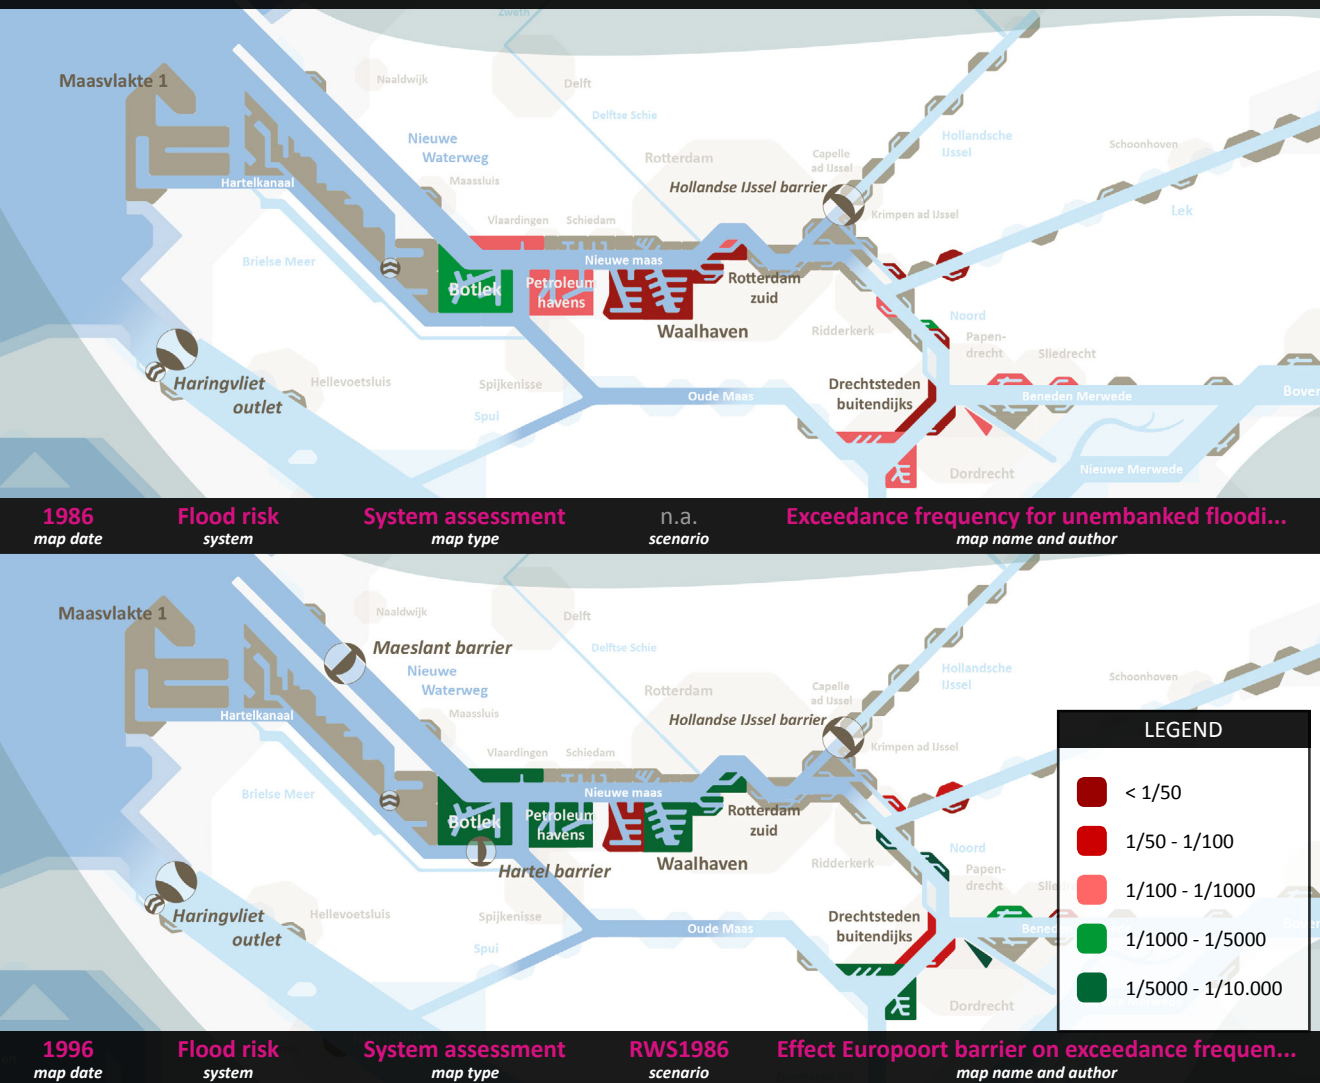 Zweth
Maasvlakte 1
Naaldwijk
Delft
Delftse Schie
Nieuwe
Waterweg
Hollandsche
IJssel
Schoonhoven
Rotterdam
Capelle
ad IJssel
Hartelkanaal
Maassluis
Hollandse IJssel barrier
Krimpen ad IJssel
Lek
Vlaardingen
Schiedam
Brielse Meer
Nieuwe maas
Botlek
Petroleum
havens
Rotterdam
zuid
Waalhaven
Ridderkerk
Noord
Papen-
drecht
Sliedrecht
Haringvliet
outlet
Hellevoetsluis
Spijkenisse
Drechtsteden
buitendijks
Oude Maas
Beneden Merwede
Bover
Spui
Nieuwe Merwede
Dordrecht
1986
map date
Flood risk
system
System assessment
map type
n.a.
scenario
Exceedance frequency for unembanked floodi...
map name and author
Maasvlakte 1
Naaldwijk
Delft
Maeslant barrier
Delftse Schie
Nieuwe
Waterweg
Hollandsche
IJssel
Schoonhoven
Rotterdam
Capelle
ad IJssel
Hartelkanaal
Maassluis
Hollandse IJssel barrier
Krimpen ad IJssel
Vlaardingen
Schiedam
Brielse Meer
Nieuwe maas
Botlek
Petroleum
havens
Rotterdam
zuid
Waalhaven
Hartel barrier
Ridderkerk
Noord
Papen-
drecht
Haringvliet
outlet
Hellevoetsluis
Spijkenisse
Drechtsteden
buitendijks
Oude Maas
Spui
Dordrecht
LEGEND
< 1/50
1/50 - 1/100
1/100 - 1/1000
1/1000 - 1/5000
1/5000 - 1/10.000
1996
map date
Flood risk
system
System assessment
map type
RWS1986
scenario
Effect Europoort barrier on exceedance frequen...
map name and author